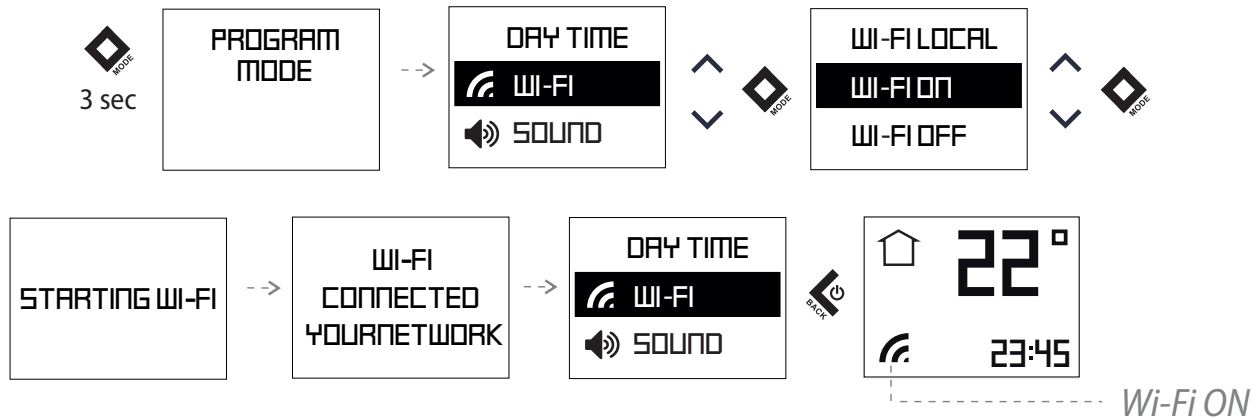 MODE
3 sec
PROGRAM
MODE
DAY TIME
WI-FI
SOUND
MODE
WI-FI LOCAL
WI-FI ON
WI-FI OFF
MODE
STARTING WI-FI
WI-FI
CONNECTED
YOURNETWORK
DAY TIME
WI-FI
SOUND
BACK
22°
23:45
Wi-Fi ON